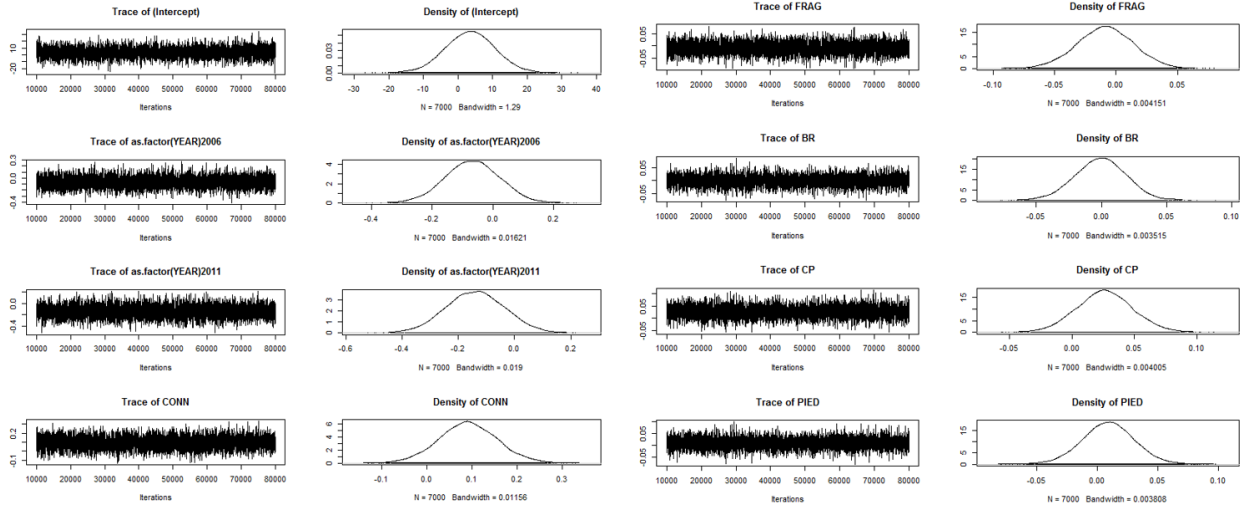 Trace of (Intercept)
10
-20
10000 20000 30000 40000 50000 60000 70000 80000
Iterations
Density of (Intercept)
0.03
0.00
-30 -20 -10 0 10 20 30 40
N = 7000 Bandwidth = 1.29
Trace of FRAG
0.05
-0.05
10000 20000 30000 40000 50000 60000 70000 80000
Iterations
Density of FRAG
15
5
0
-0.10 -0.05 0.00 0.05
N = 7000 Bandwidth = 0.004151
Trace of as.factor(YEAR)2006
0.3
0.0
-0.4
10000 20000 30000 40000 50000 60000 70000 80000
Iterations
Density of as.factor(YEAR)2006
4
2
0
-0.4 -0.2 0.0 0.2
N = 7000 Bandwidth = 0.01621
Trace of BR
0.05
-0.05
10000 20000 30000 40000 50000 60000 70000 80000
Iterations
Density of BR
15
5
0
-0.05 0.00 0.05 0.10
N = 7000 Bandwidth = 0.003515
Trace of as.factor(YEAR)2011
0.0
-0.4
10000 20000 30000 40000 50000 60000 70000 80000
Iterations
Density of as.factor(YEAR)2011
3
2
1
0
-0.6 -0.4 -0.2 0.0 0.2
N = 7000 Bandwidth = 0.019
Trace of CP
0.05
-0.05
10000 20000 30000 40000 50000 60000 70000 80000
Iterations
Density of CP
15
5
0
-0.05 0.00 0.05 0.10
N = 7000 Bandwidth = 0.004005
Trace of CONN
0.2
-0.1
10000 20000 30000 40000 50000 60000 70000 80000
Iterations
Density of CONN
6
4
2
0
-0.1 0.0 0.1 0.2 0.3
N = 7000 Bandwidth = 0.01156
Trace of PIED
0.05
-0.05
10000 20000 30000 40000 50000 60000 70000 80000
Iterations
Density of PIED
15
5
0
-0.05 0.00 0.05 0.10
N = 7000 Bandwidth = 0.003808